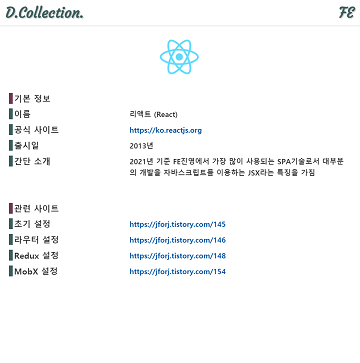 D.Collection.
FE
기본 정보
이름 리액트 (React)
공식 사이트 https://ko.reactjs.org
출시일 2013년
간단 소개 2021년 기준 FE진영에서 가장 많이 사용되는 SPA기술로서 대부분
의 개발을 자바스크립트를 이용하는 JSX라는 특징을 가짐
관련 사이트
초기 설정 https://jforj.tistory.com/145
라우터 설정 https://jforj.tistory.com/146
Redux 설정 https://jforj.tistory.com/148
MobX 설정 https://jforj.tistory.com/154